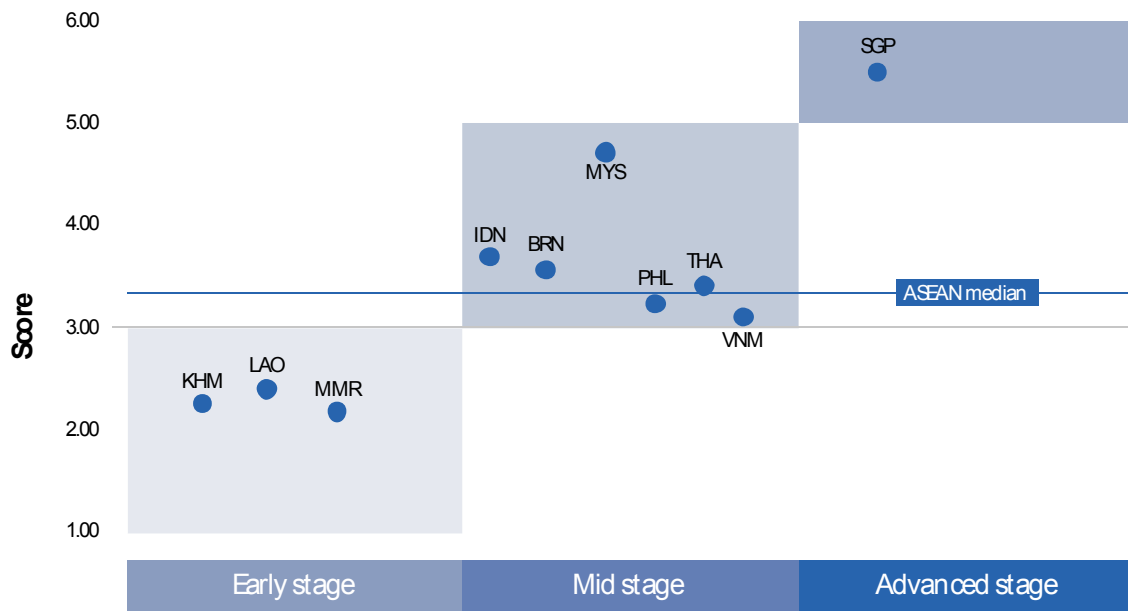 6.00
SGP
5.00
MYS
4.00
IDN
BRN
PHL
THA
ASEAN median
Score
3.00
VNM
KHM
LAO
MMR
2.00
1.00
Early stage
Mid stage
Advanced stage